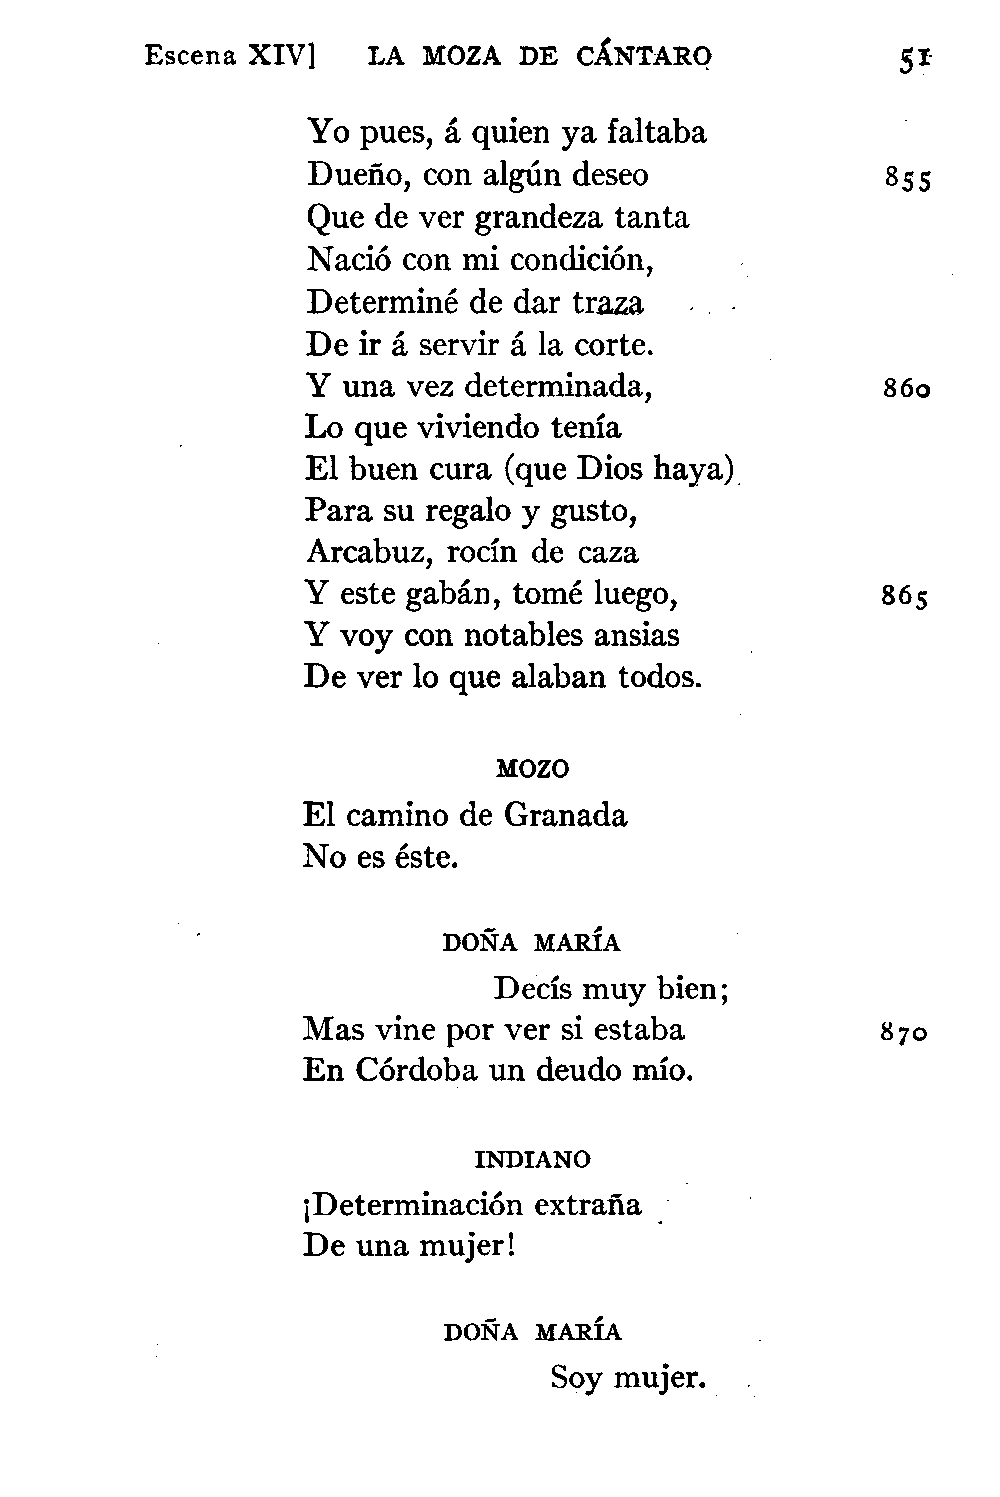 Escena XIV] LA MOZA DE CÁNTARO 51
Yo pues, á quien ya faltaba
Dueño, con algún deseo 855
Que de ver grandeza tanta
Nació con mi condición,
Determiné de dar traza
De ir á servir á la corte.
Y una vez determinada, 860
Lo que viviendo tenía
El buen cura (que Dios haya)
Para su regalo y gusto,
Arcabuz, rocín de caza
Y este gabán, tomé luego, 865
Y voy con notables ansias
De ver lo que alaban todos.
MOZO
El camino de Granada
No es éste.
DOÑA MARÍA
Decís muy bien;
Mas vine por ver si estaba 870
En Córdoba un deudo mío.
INDIANO
¡Determinación extraña
De una mujer!
DOÑA MARÍA
Soy mujer.